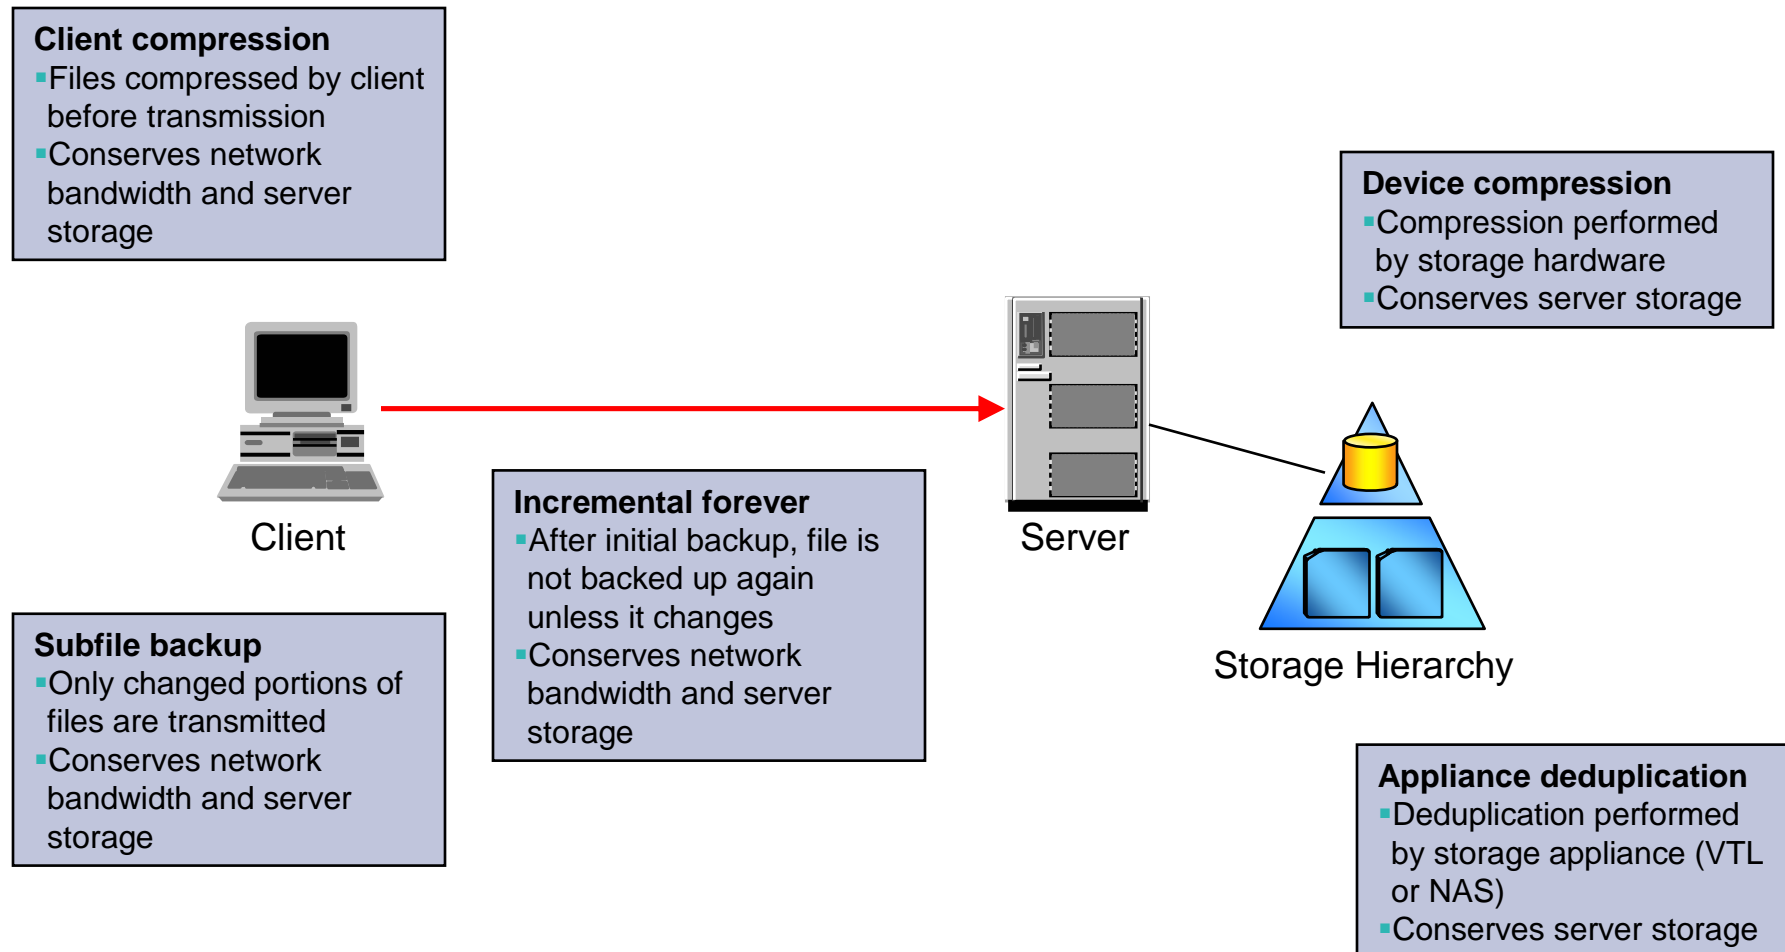 Client compression
▪Files compressed by client
before transmission
▪Conserves network
bandwidth and server
storage
Device compression
▪Compression performed
by storage hardware
▪Conserves server storage
Client
Server
Incremental forever
▪After initial backup, file is
not backed up again
unless it changes
▪Conserves network
bandwidth and server
storage
Storage Hierarchy
Subfile backup
▪Only changed portions of
files are transmitted
▪Conserves network
bandwidth and server
storage
Appliance deduplication
▪Deduplication performed
by storage appliance (VTL
or NAS)
▪Conserves server storage